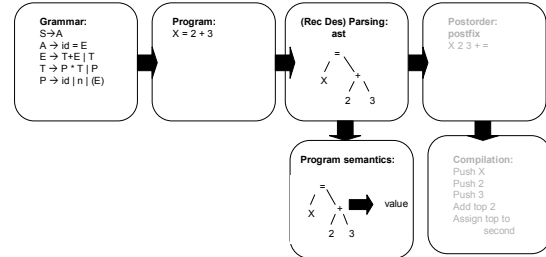 Grammar:
S→A
A → id = E
E → T+E | T
T → P * T | P
P → id | n | (E)
Program:
X = 2 + 3
(Rec Des) Parsing:
ast
=
X
+
2 3
Postorder:
postfix
X 2 3 + =
Program semantics:
=
X
+
2 3
value
Compilation:
Push X
Push 2
Push 3
Add top 2
Assign top to
second